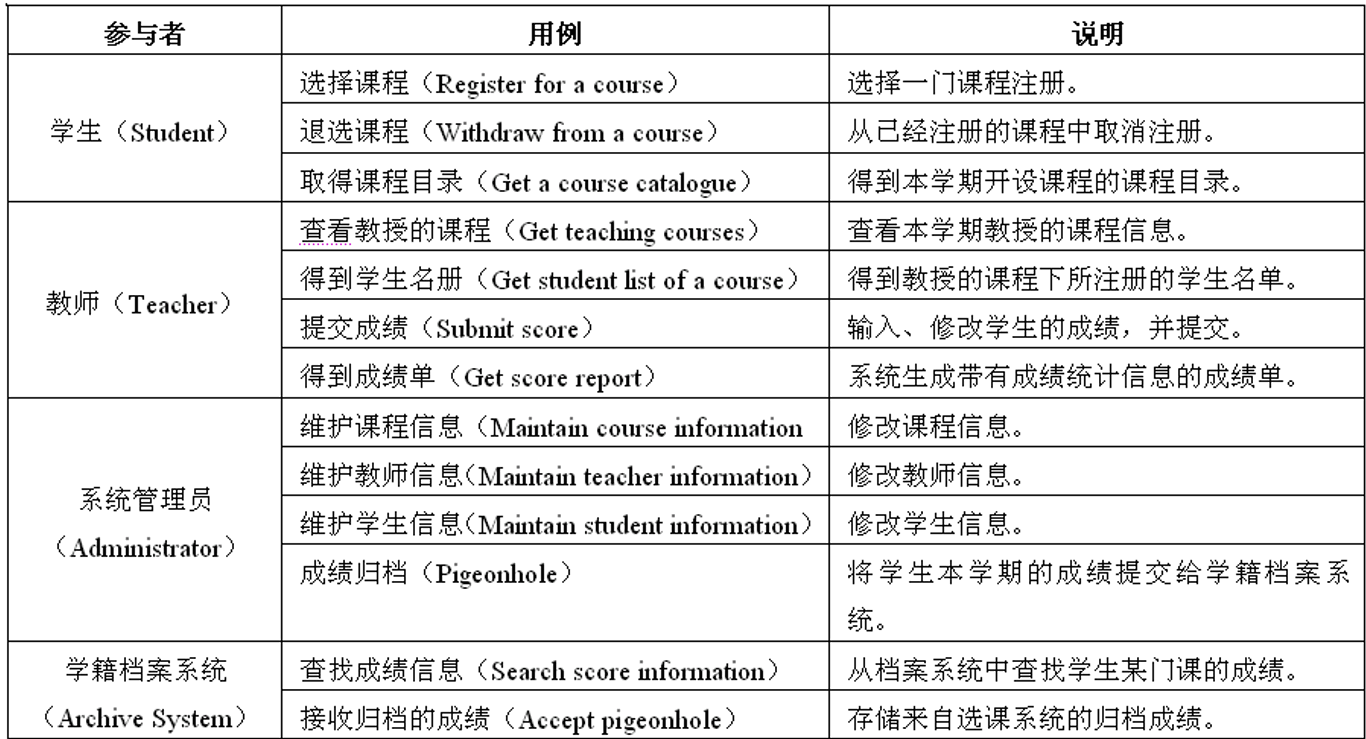 参与者 用例 说明
选择课程（Register for a course） 选择一门课程注册。
学生（Student） 退选课程（Withdraw from a course） 从已经注册的课程中取消注册。
取得课程目录（Get a course catalogue） 得到本学期开设课程的课程目录。
查看教授的课程（Get teaching courses） 查看本学期教授的课程信息。
得到学生名册（Get student list of a course） 得到教授的课程下所注册的学生名单。
教师（Teacher）
提交成绩（Submit score） 输入、修改学生的成绩，并提交。
得到成绩单（Get score report） 系统生成带有成绩统计信息的成绩单。
维护课程信息（Maintain course information 修改课程信息。
维护教师信息（Maintain teacher information） 修改教师信息。
系统管理员
维护学生信息（Maintain student information） 修改学生信息。
（Administrator）
成绩归档（Pigeonhole） 将学生本学期的成绩提交给学籍档案系
统。
学籍档案系统 查找成绩信息（Search score information） 从档案系统中查找学生某门课的成绩。
（Archive System） 接收归档的成绩（Accept pigeonhole） 存储来自选课系统的归档成绩。